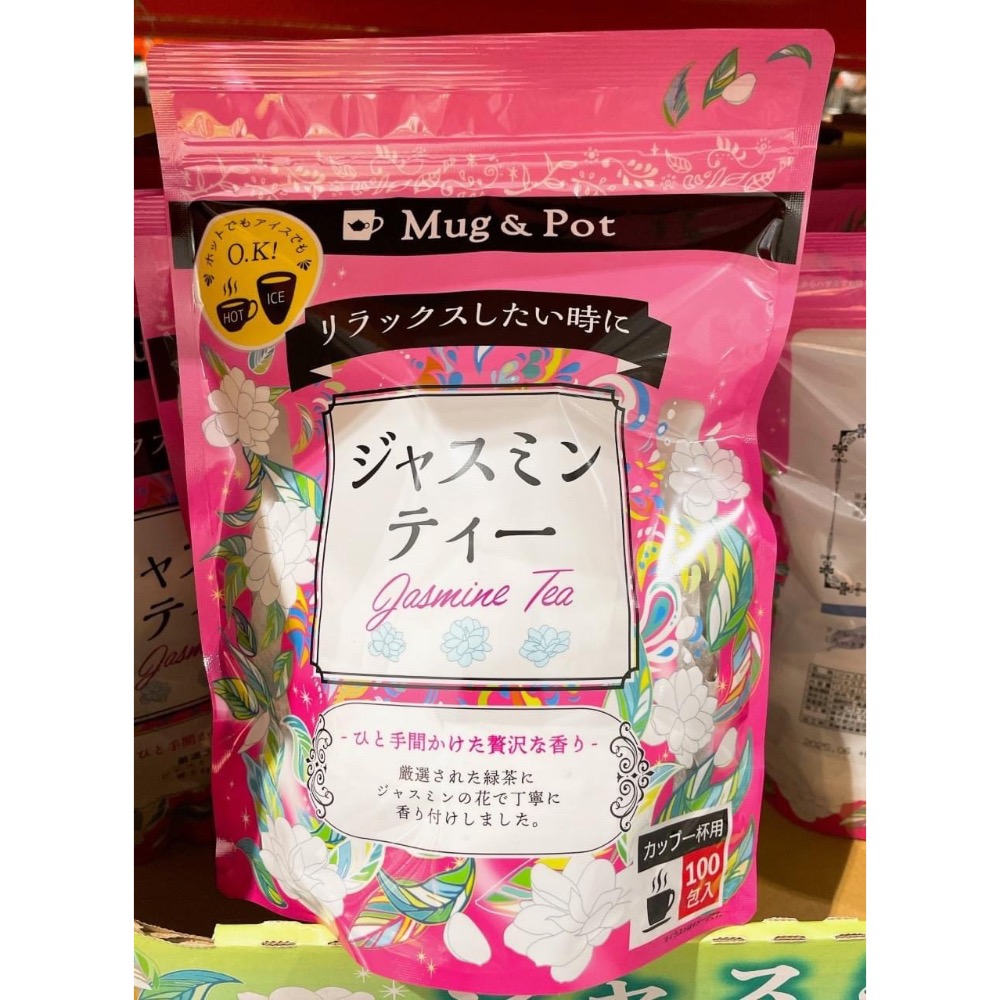 Mug & Pot
ホットでもアイスでも
O.K!
HOT
ICE
リラックスしたい時に
ジャスミン
ティー
Jasmine Tea
- ひと手間かけた贅沢な香り -
厳選された緑茶に
ジャスミンの花で丁寧に
香り付けしました。
カップ一杯用
100
包入